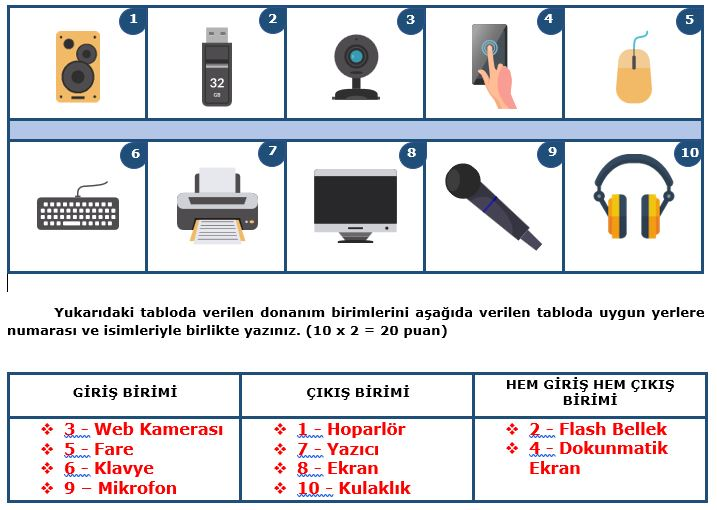 1
2
3
4
5
32
GB
6
7
8
9
10
Yukarıdaki tabloda verilen donanım birimlerini aşağıda verilen tabloda uygun yerlere
numarası ve isimleriyle birlikte yazınız. (10 x 2 = 20 puan)
GİRİŞ BİRİMİ
ÇIKIŞ BİRİMİ
HEM GİRİŞ HEM ÇIKIŞ
BİRİMİ
❖ 3 - Web Kamerası
❖ 5 - Fare
❖ 6 - Klavye
❖ 9 – Mikrofon
❖ 1 - Hoparlör
❖ 7 - Yazıcı
❖ 8 - Ekran
❖ 10 - Kulaklık
❖ 2 - Flash Bellek
❖ 4 - Dokunmatik
Ekran